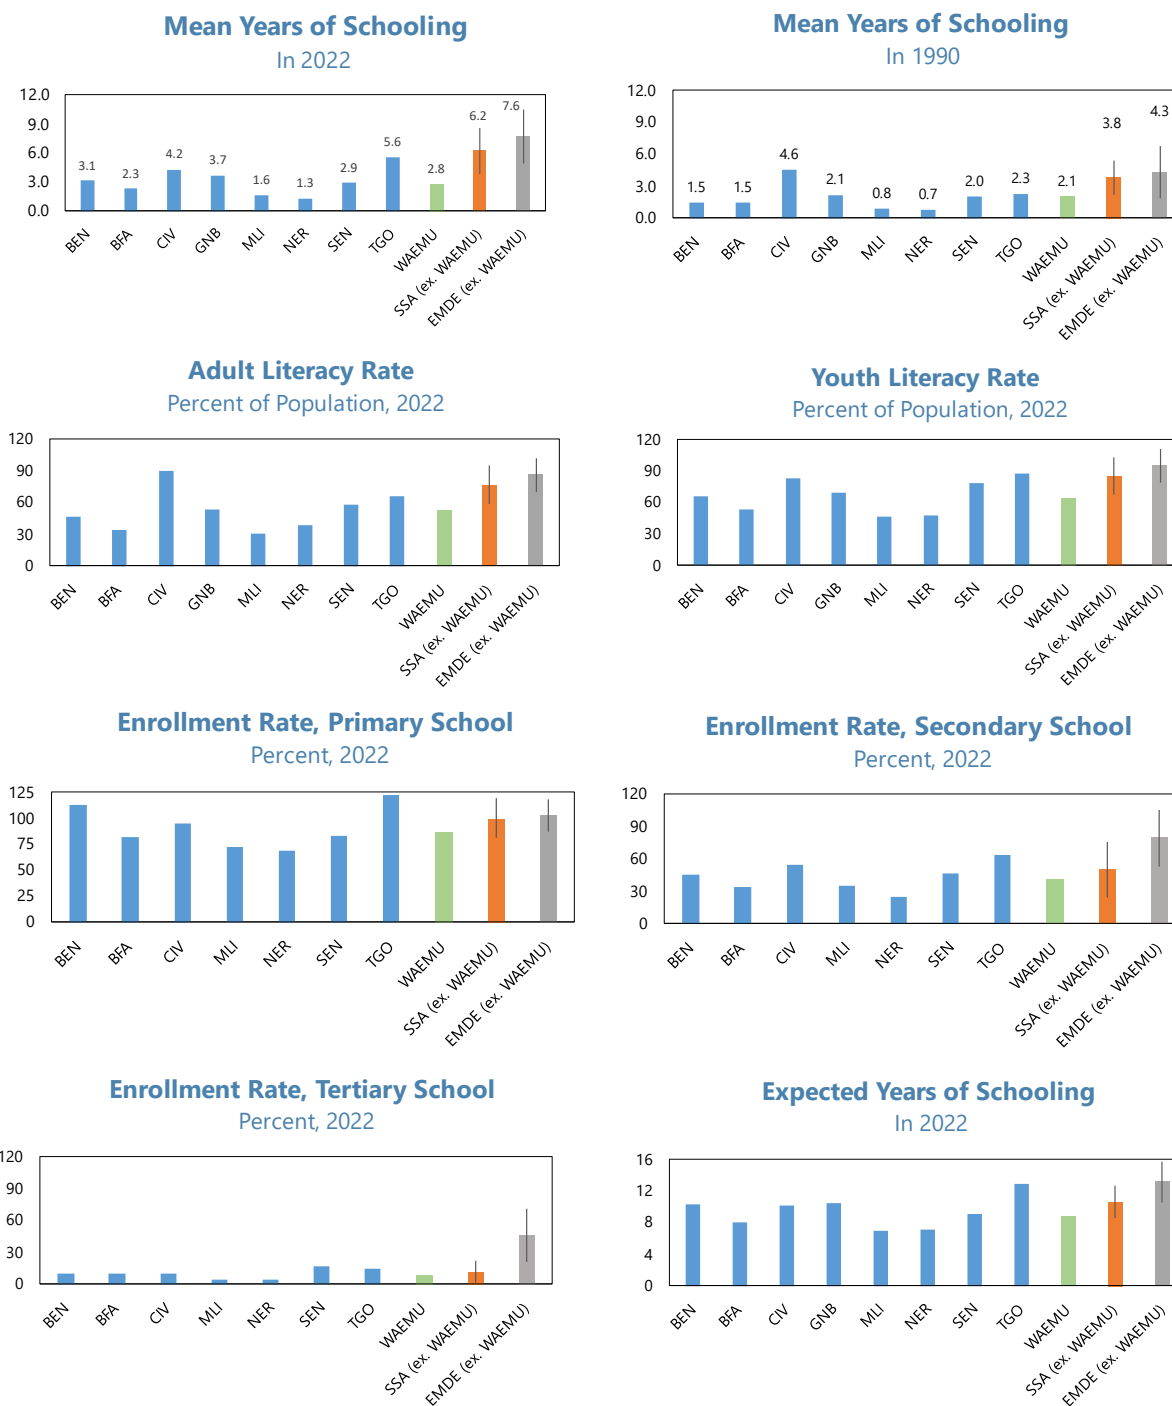 Mean Years of Schooling
In 2022
12.0
9.0
6.0
3.0
0.0
3.1
2.3
4.2
3.7
1.6
1.3
2.9
5.6
2.8
6.2
7.6
BEN
BFA
CIV
GNB
MLI
NER
SEN
TGO
WAEMU
SSA (ex. WAEMU)
EMDE (ex. WAEMU)
Mean Years of Schooling
In 1990
12.0
9.0
6.0
3.0
0.0
1.5
1.5
4.6
2.1
0.8
0.7
2.0
2.3
2.1
3.8
4.3
BEN
BFA
CIV
GNB
MLI
NER
SEN
TGO
WAEMU
SSA (ex. WAEMU)
EMDE (ex. WAEMU)
Adult Literacy Rate
Percent of Population, 2022
120
90
60
30
0
BEN
BFA
CIV
GNB
MLI
NER
SEN
TGO
WAEMU
SSA (ex. WAEMU)
EMDE (ex. WAEMU)
Youth Literacy Rate
Percent of Population, 2022
120
90
60
30
0
BEN
BFA
CIV
GNB
MLI
NER
SEN
TGO
WAEMU
SSA (ex. WAEMU)
EMDE (ex. WAEMU)
Enrollment Rate, Primary School
Percent, 2022
125
100
75
50
25
0
BEN
BFA
CIV
MLI
NER
SEN
TGO
WAEMU
SSA (ex. WAEMU)
EMDE (ex. WAEMU)
Enrollment Rate, Secondary School
Percent, 2022
120
90
60
30
0
BEN
BFA
CIV
MLI
NER
SEN
TGO
WAEMU
SSA (ex. WAEMU)
EMDE (ex. WAEMU)
Enrollment Rate, Tertiary School
Percent, 2022
120
90
60
30
0
BEN
BFA
CIV
MLI
NER
SEN
TGO
WAEMU
SSA (ex. WAEMU)
EMDE (ex. WAEMU)
Expected Years of Schooling
In 2022
16
12
8
4
0
BEN
BFA
CIV
GNB
MLI
NER
SEN
TGO
WAEMU
SSA (ex. WAEMU)
EMDE (ex. WAEMU)